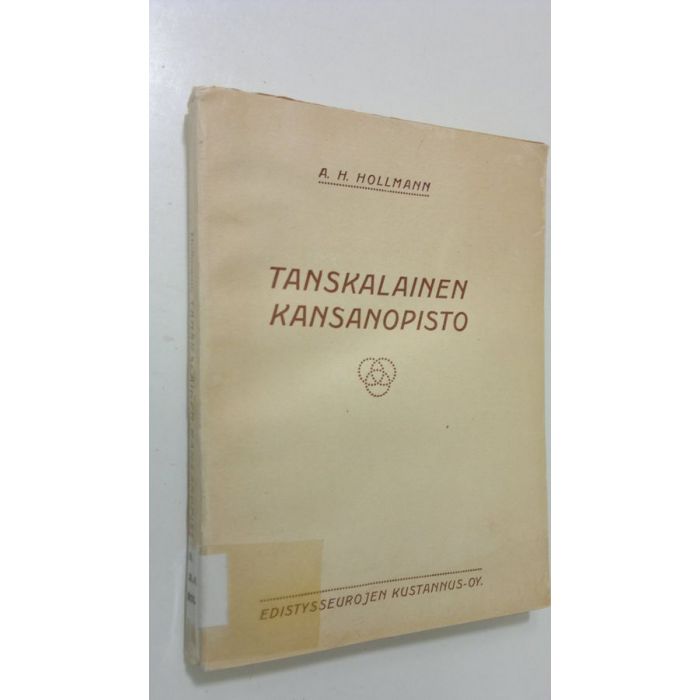 A. H. HOLLMANN
TANSKALAINEN
KANSANOPISTO
EDISTYSSEUROJEN KUSTANNUS-OY.